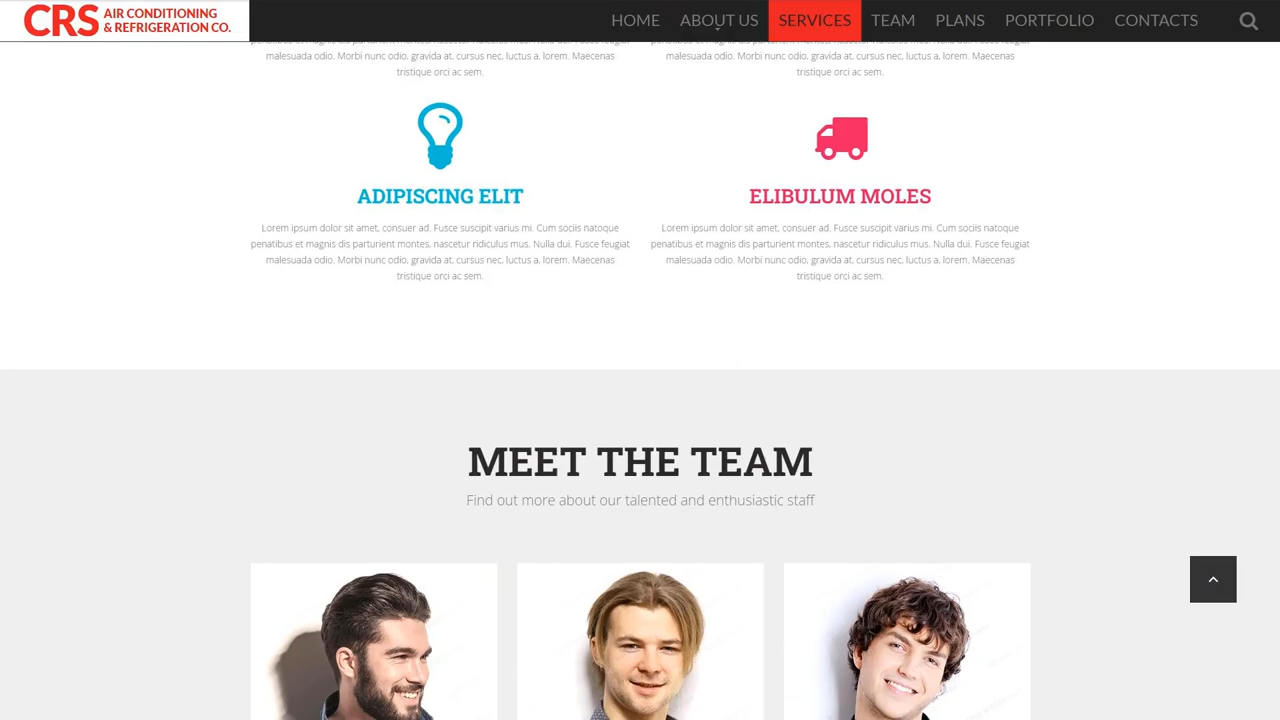 CRS AIR CONDITIONING
& REFRIGERATION CO.
HOME ABOUT US SERVICES TEAM PLANS PORTFOLIO CONTACTS
malesuada odio. Morbi nunc odio, gravida at, cursus nec, luctus a, lorem. Maecenas
tristique orci ac sem.
malesuada odio. Morbi nunc odio, gravida at, cursus nec, luctus a, lorem. Maecenas
tristique orci ac sem.
ADIPISCING ELIT
Lorem ipsum dolor sit amet, consuer ad. Fusce suscipit varius mi. Cum sociis natoque
penatibus et magnis dis parturient montes, nascetur ridiculus mus. Nulla dui. Fusce feugiat
malesuada odio. Morbi nunc odio, gravida at, cursus nec, luctus a, lorem. Maecenas
tristique orci ac sem.
ELIBULUM MOLES
Lorem ipsum dolor sit amet, consuer ad. Fusce suscipit varius mi. Cum sociis natoque
penatibus et magnis dis parturient montes, nascetur ridiculus mus. Nulla dui. Fusce feugiat
malesuada odio. Morbi nunc odio, gravida at, cursus nec, luctus a, lorem. Maecenas
tristique orci ac sem.
MEET THE TEAM
Find out more about our talented and enthusiastic staff